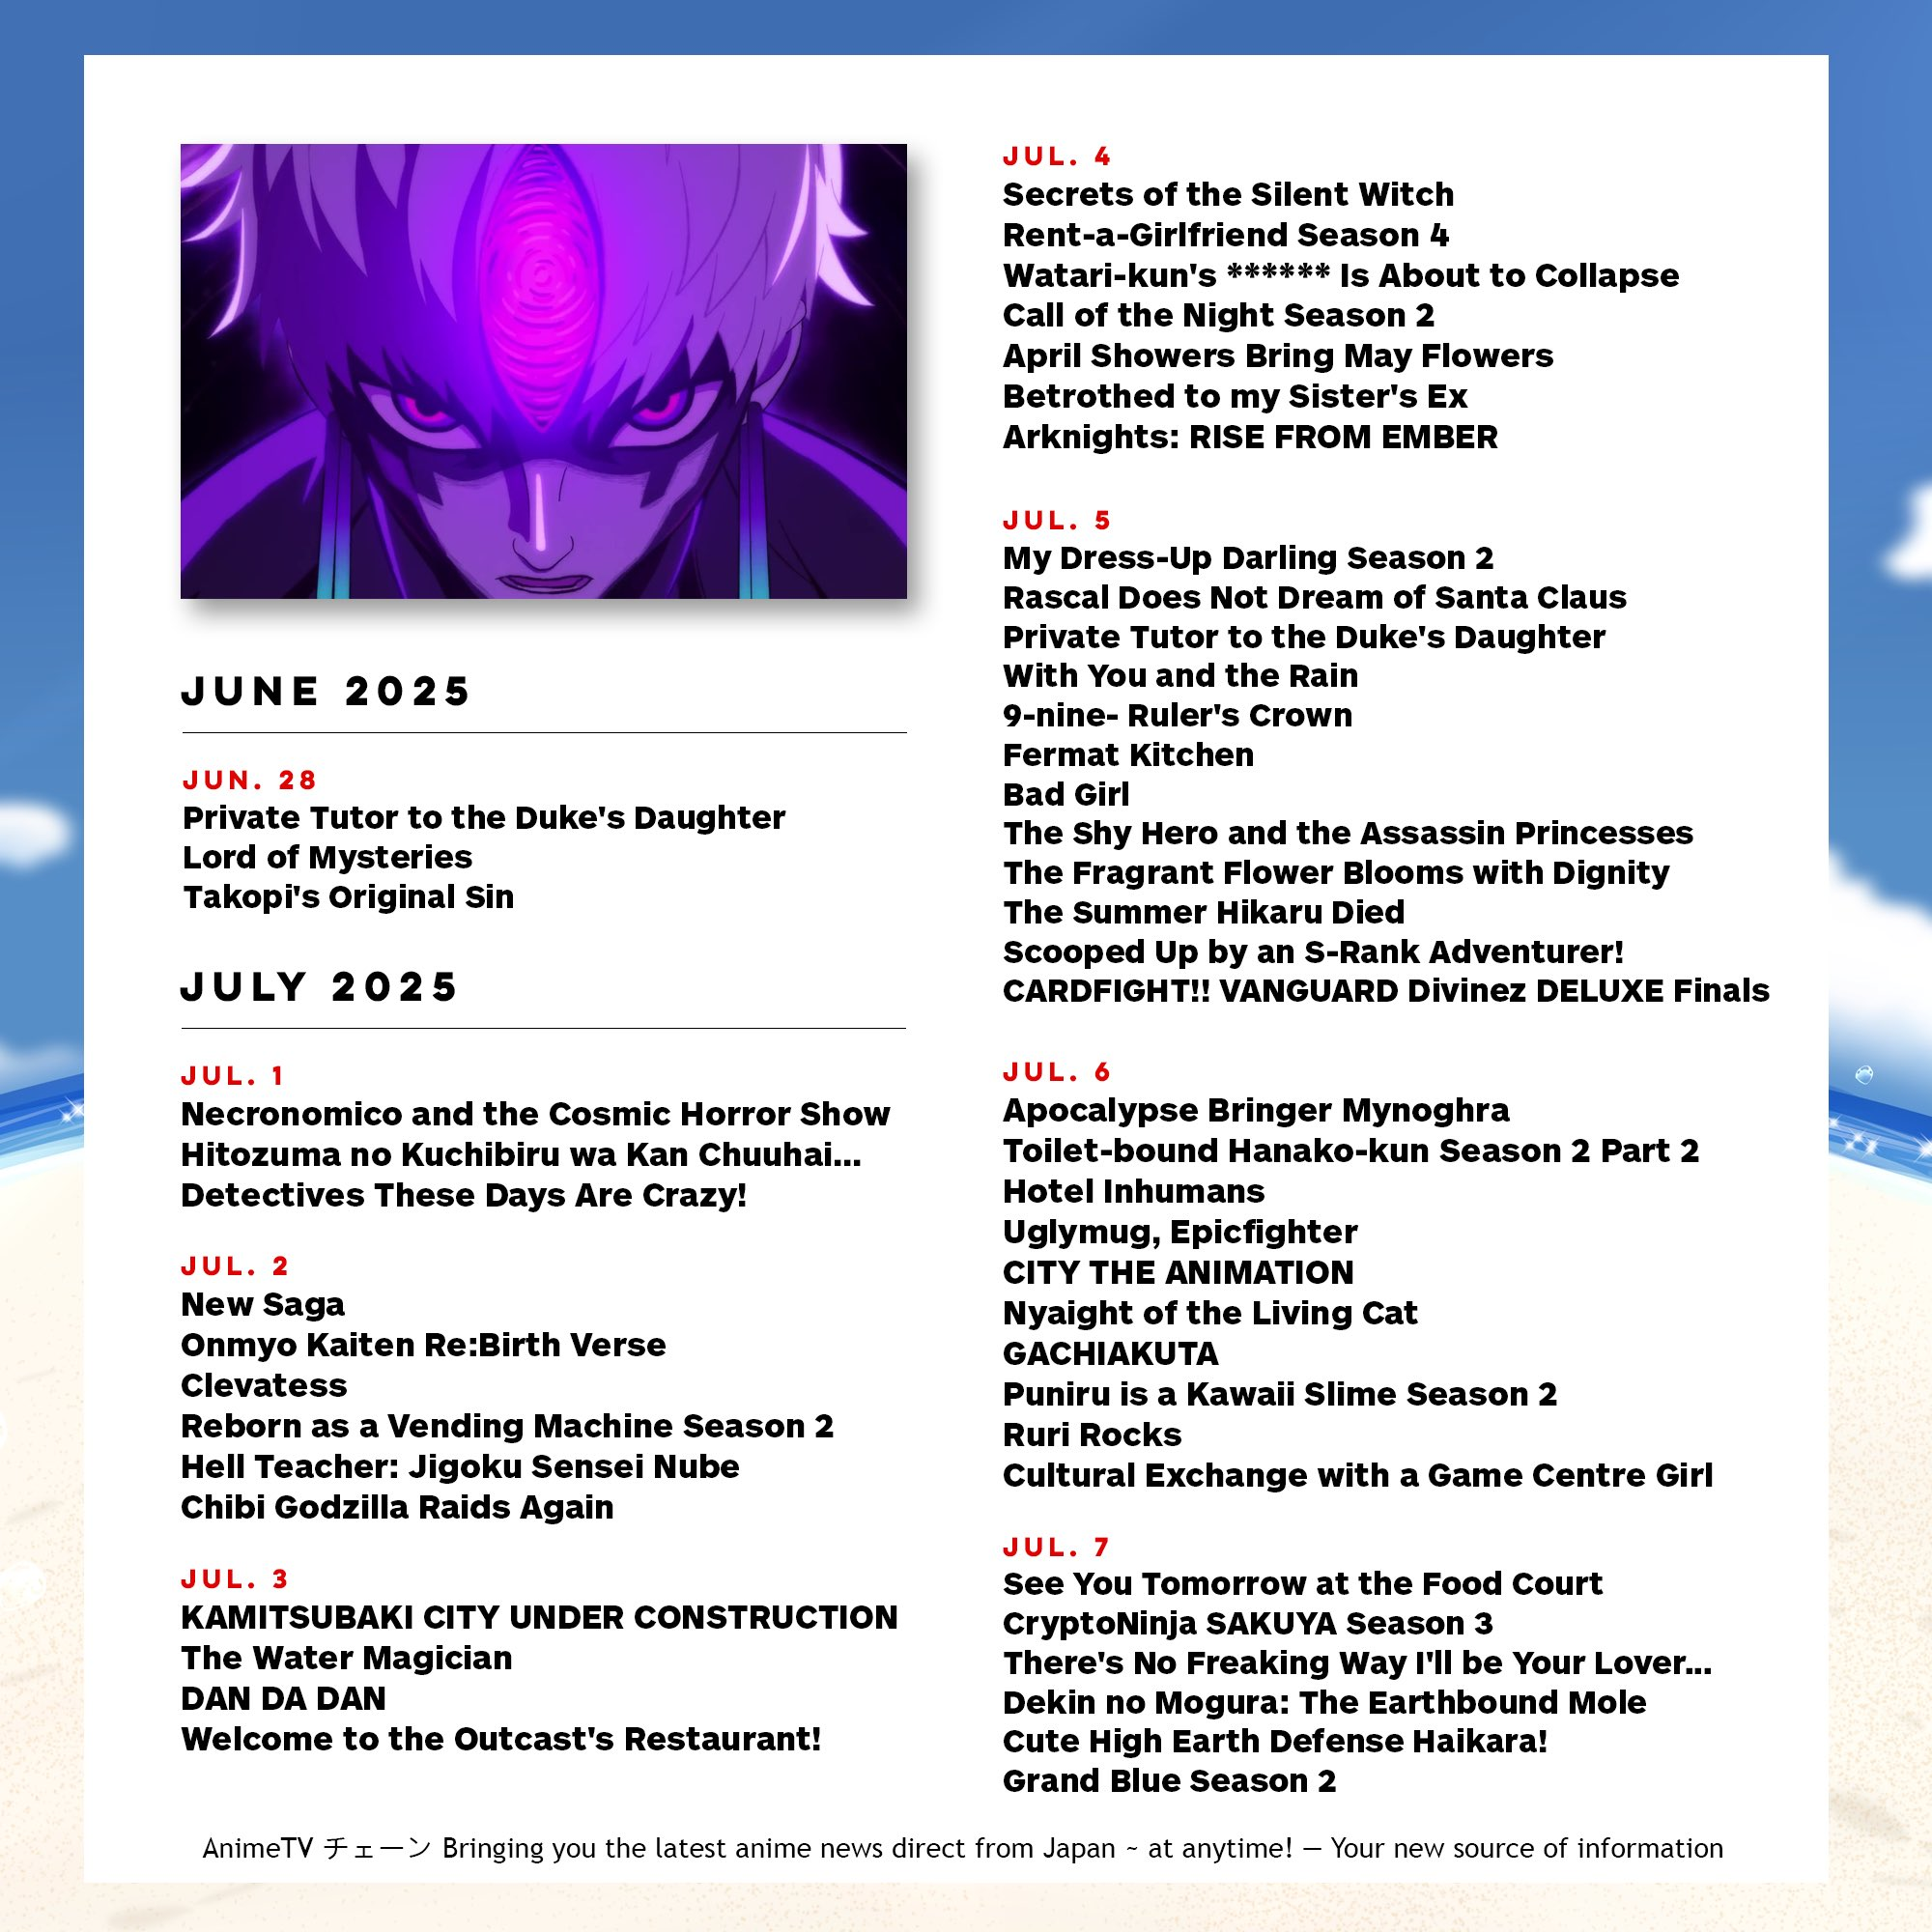 JUNE 2025
JUN. 28
Private Tutor to the Duke's Daughter
Lord of Mysteries
Takopi's Original Sin
JULY 2025
JUL. 1
Necronomico and the Cosmic Horror Show
Hitozuma no Kuchibiru wa Kan Chuuhai...
Detectives These Days Are Crazy!
JUL. 2
New Saga
Onmyo Kaiten Re:Birth Verse
Clevatess
Reborn as a Vending Machine Season 2
Hell Teacher: Jigoku Sensei Nube
Chibi Godzilla Raids Again
JUL. 3
KAMITSUBAKI CITY UNDER CONSTRUCTION
The Water Magician
DAN DA DAN
Welcome to the Outcast's Restaurant!
JUL. 4
Secrets of the Silent Witch
Rent-a-Girlfriend Season 4
Watari-kun's ****** Is About to Collapse
Call of the Night Season 2
April Showers Bring May Flowers
Betrothed to my Sister's Ex
Arknights: RISE FROM EMBER
JUL. 5
My Dress-Up Darling Season 2
Rascal Does Not Dream of Santa Claus
Private Tutor to the Duke's Daughter
With You and the Rain
9-nine- Ruler's Crown
Fermat Kitchen
Bad Girl
The Shy Hero and the Assassin Princesses
The Fragrant Flower Blooms with Dignity
The Summer Hikaru Died
Scooped Up by an S-Rank Adventurer!
CARDFIGHT!! VANGUARD Divinez DELUXE Finals
JUL. 6
Apocalypse Bringer Mynoghra
Toilet-bound Hanako-kun Season 2 Part 2
Hotel Inhumans
Uglymug, Epicfighter
CITY THE ANIMATION
Nyaight of the Living Cat
GACHIAKUTA
Puniru is a Kawaii Slime Season 2
Ruri Rocks
Cultural Exchange with a Game Centre Girl
JUL. 7
See You Tomorrow at the Food Court
CryptoNinja SAKUYA Season 3
There's No Freaking Way I'll be Your Lover...
Dekin no Mogura: The Earthbound Mole
Cute High Earth Defense Haikara!
Grand Blue Season 2
AnimeTV チェーン Bringing you the latest anime news direct from Japan ~ at anytime! — Your new source of information